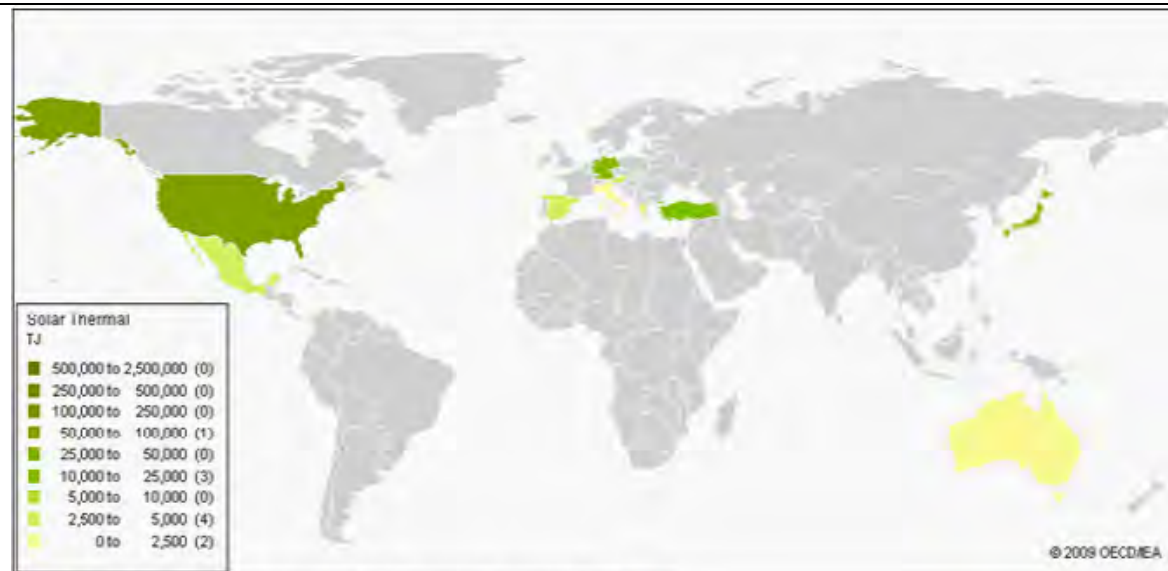 Solar Thermal
TJ
500,000 to 2,500,000 (0)
250,000 to 500,000 (0)
100,000 to 250,000 (0)
50,000 to 100,000 (1)
25,000 to 50,000 (0)
10,000 to 25,000 (3)
5,000 to 10,000 (0)
2,500 to 5,000 (4)
0 to 2,500 (2)
© 2009 OECD/IEA